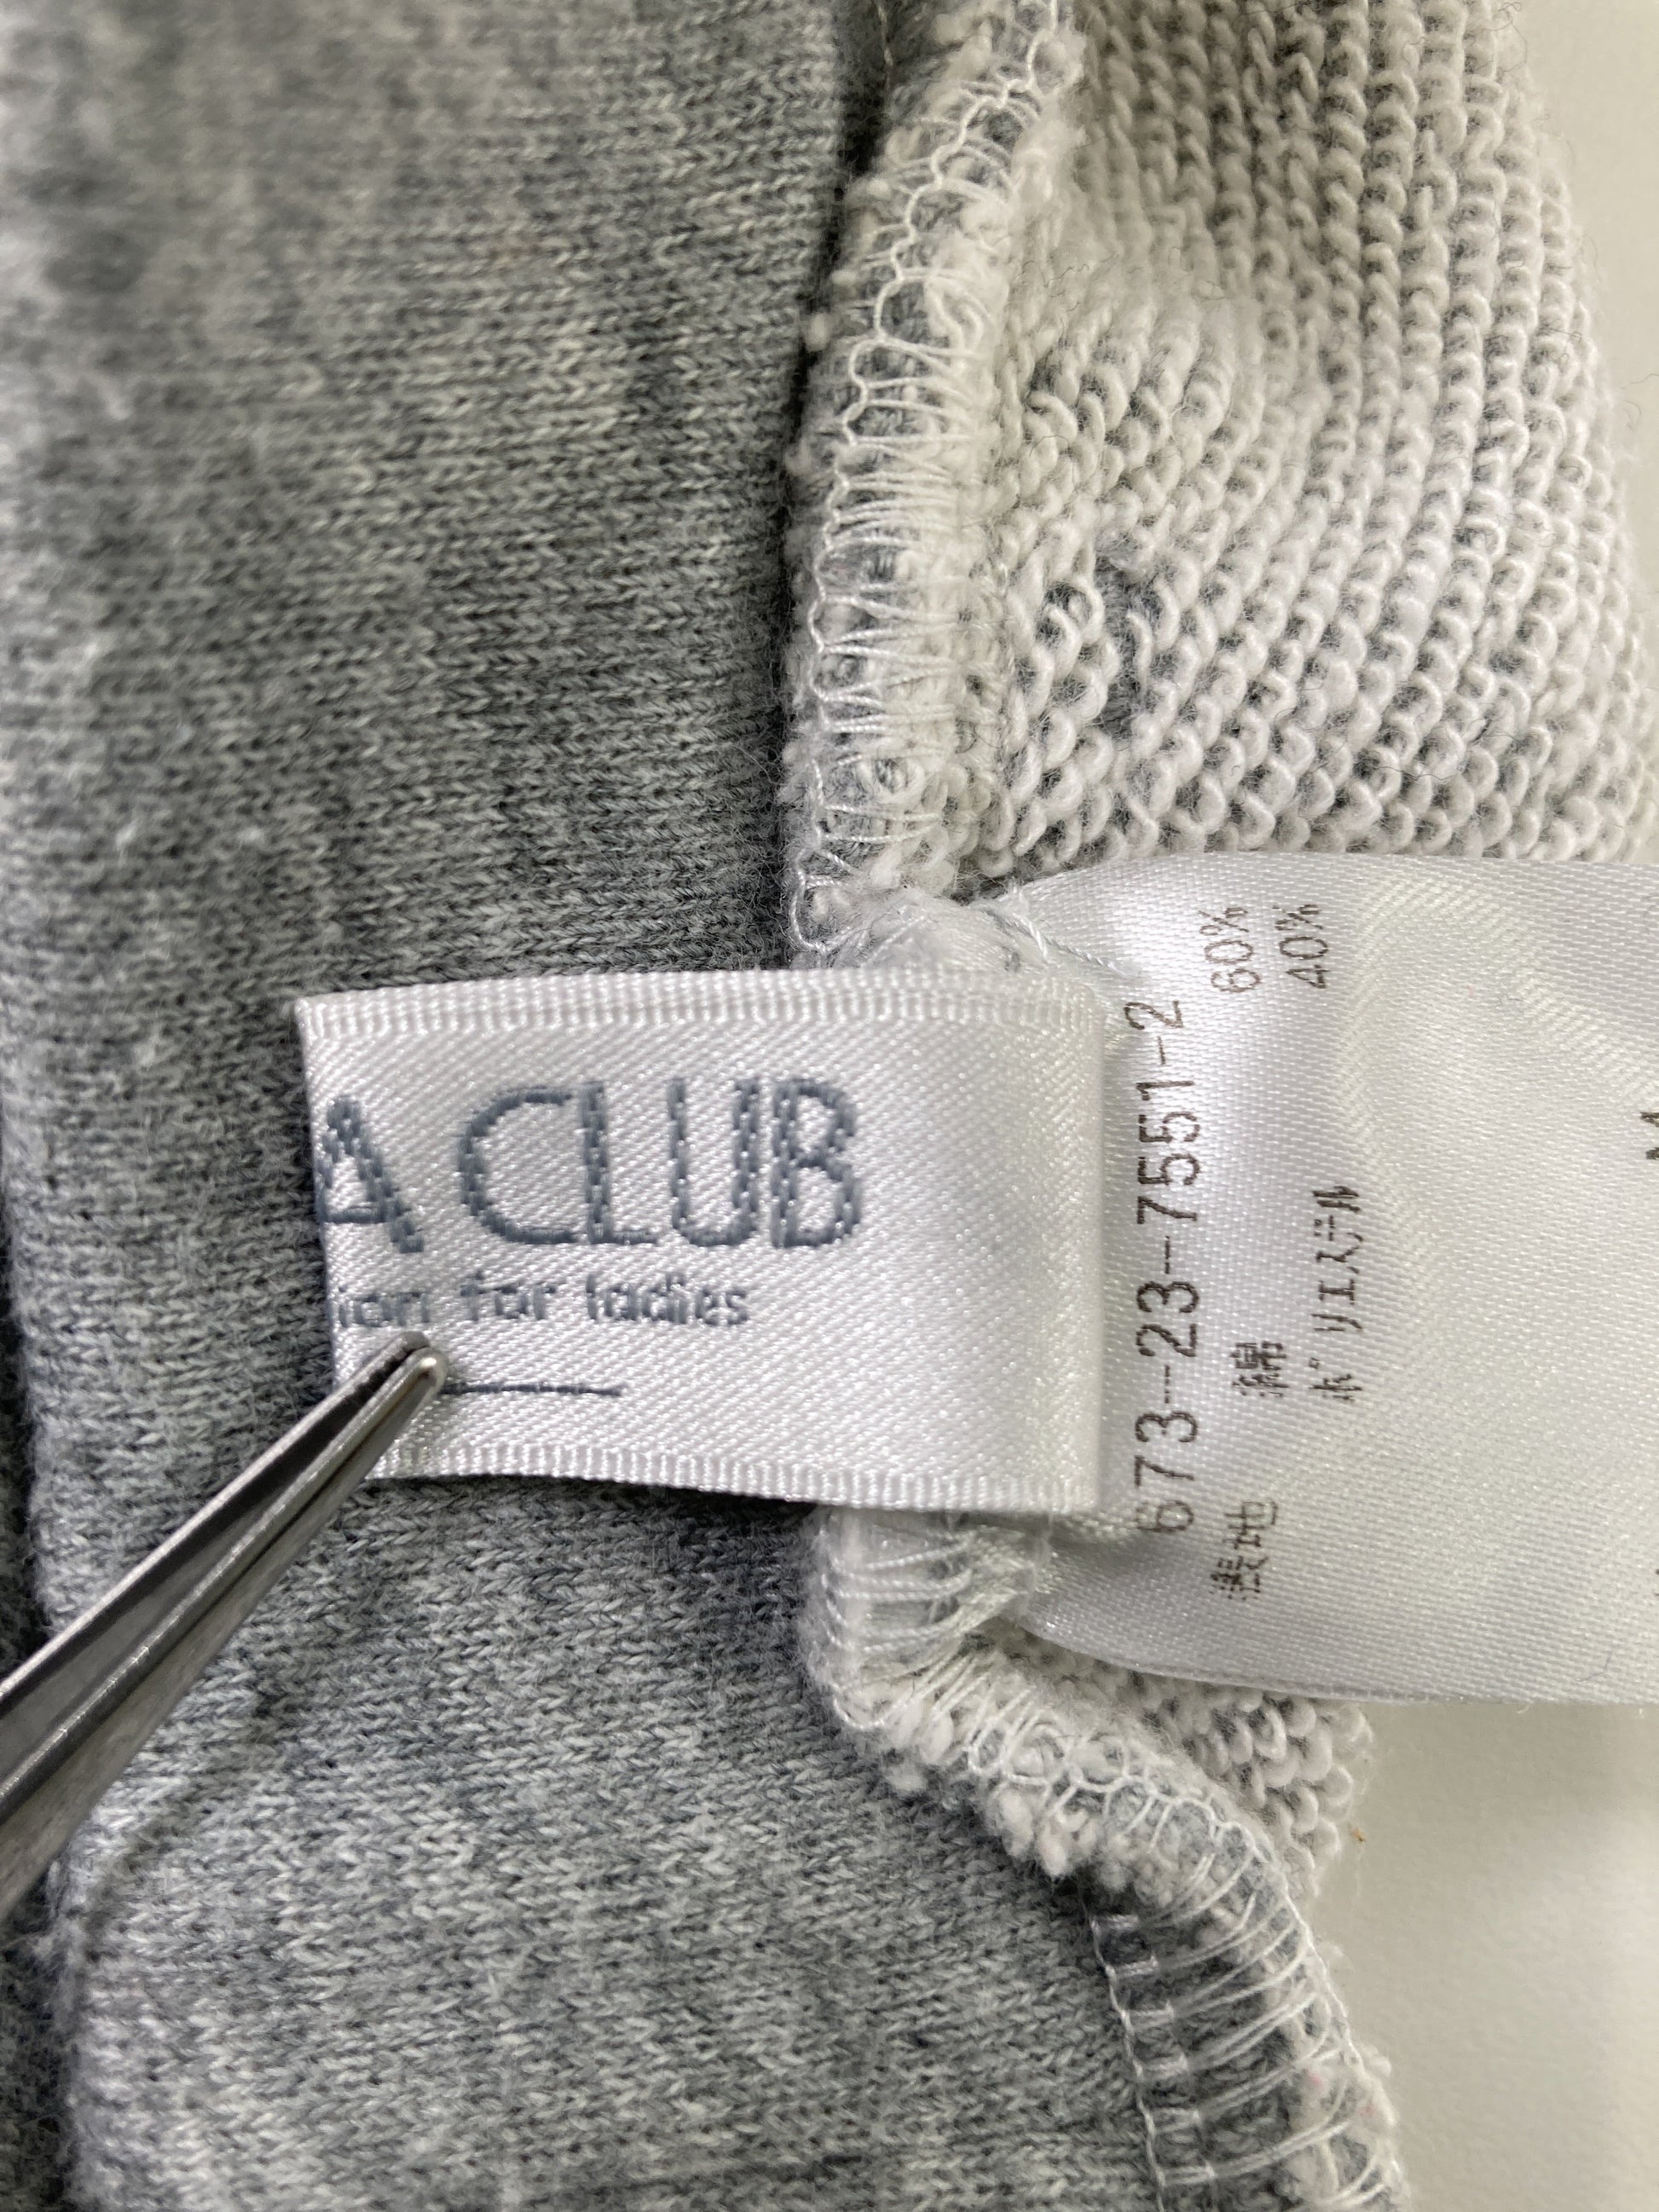 A CLUB
ion for ladies
673-23-7551-2
表地 綿 60%
ポリエステル 40%